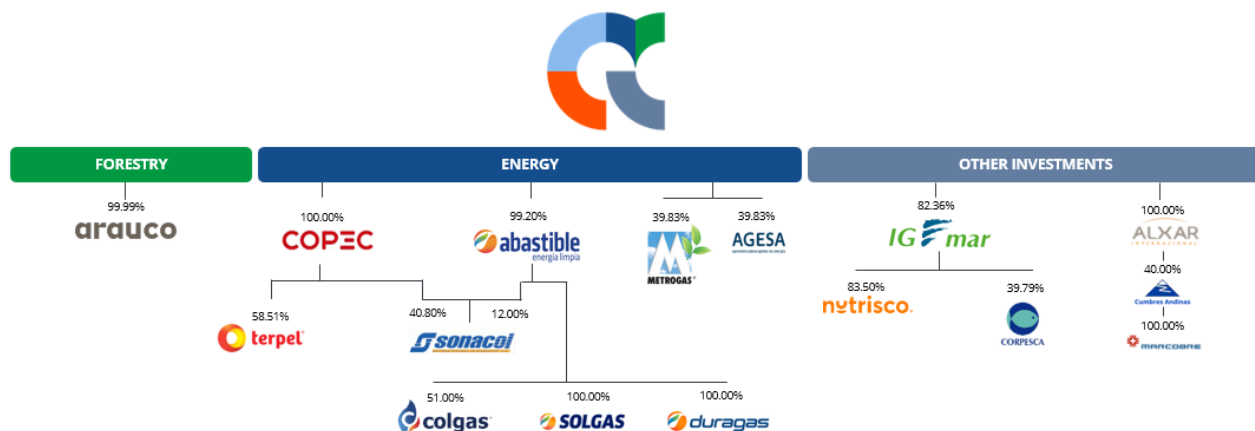 FORESTRY
ENERGY
OTHER INVESTMENTS
99.99%
arauco
100.00%
COPEC
99.20%
abastible
energía limpia
39.83%
METROGAS
39.83%
AGESA
82.36%
IG mar
100.00%
ALXAR
INTERNACIONAL
58.51%
terpel
40.80%
12.00%
sonacol
83.50%
nutrisco.
39.79%
CORPESCA
40.00%
Cumbres Andinas
100.00%
MARCOBRE
51.00%
colgas
100.00%
SOLGAS
100.00%
duragas